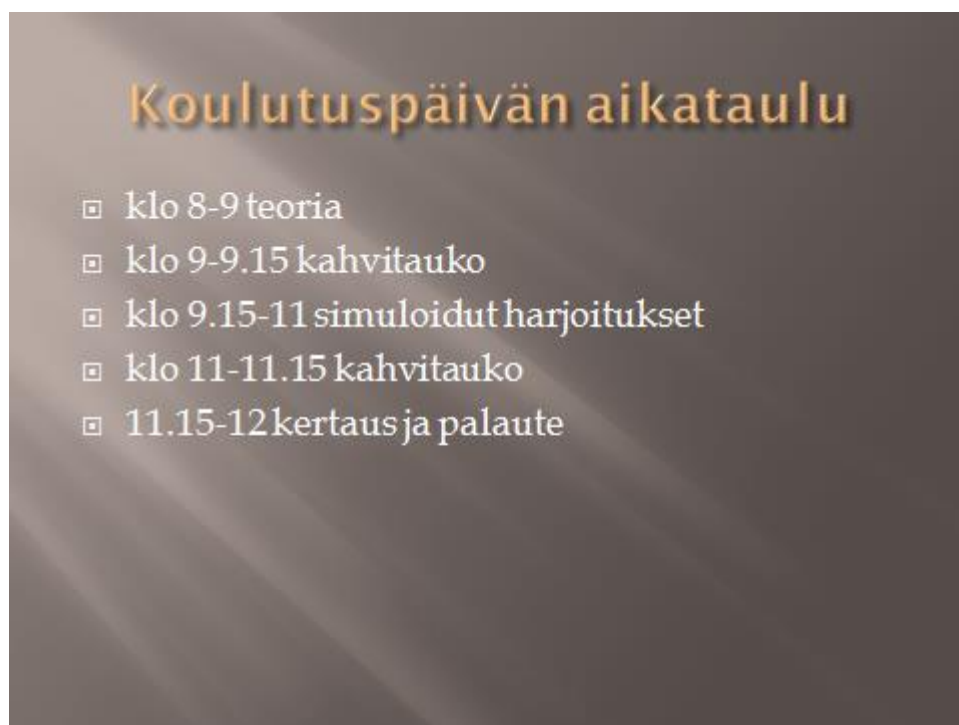 Koulutuspäivän aikataulu
klo 8-9 teoria
klo 9-9.15 kahvitauko
klo 9.15-11 simuloidut harjoitukset
klo 11-11.15 kahvitauko
11.15-12 kertaus ja palaute